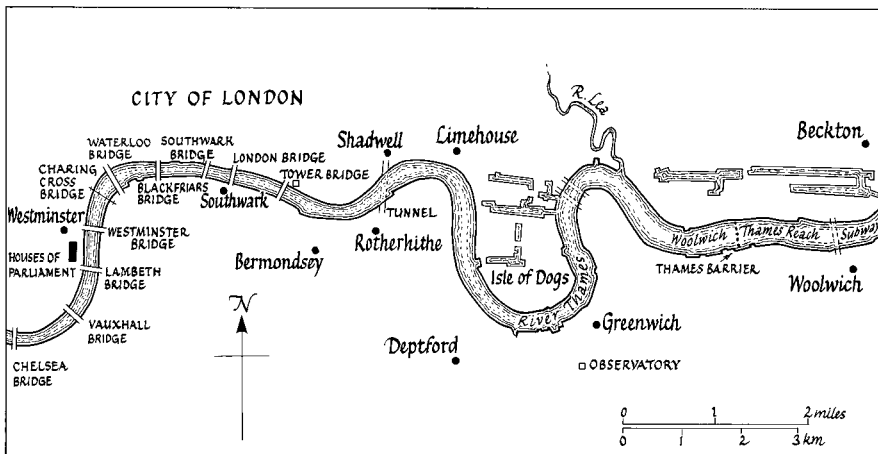 CITY OF LONDON
WATERLOO
BRIDGE
SOUTHWARK
BRIDGE
LONDON BRIDGE
TOWER BRIDGE
CHARING
CROSS
BRIDGE
BLACKFRIARS
BRIDGE
Southwark
Shadwell
Limehouse
R. Lea
Beckton
Westminster
WESTMINSTER
BRIDGE
HOUSES OF
PARLIAMENT
LAMBETH
BRIDGE
VAUXHALL
BRIDGE
CHELSEA
BRIDGE
TUNNEL
Rotherhithe
Bermondsey
Isle of Dogs
River Thames
Woolwich
Thames Reach
Subway
THAMES BARRIER
Woolwich
N
Deptford
Greenwich
OBSERVATORY
0 1 2 miles
0 1 2 3 km